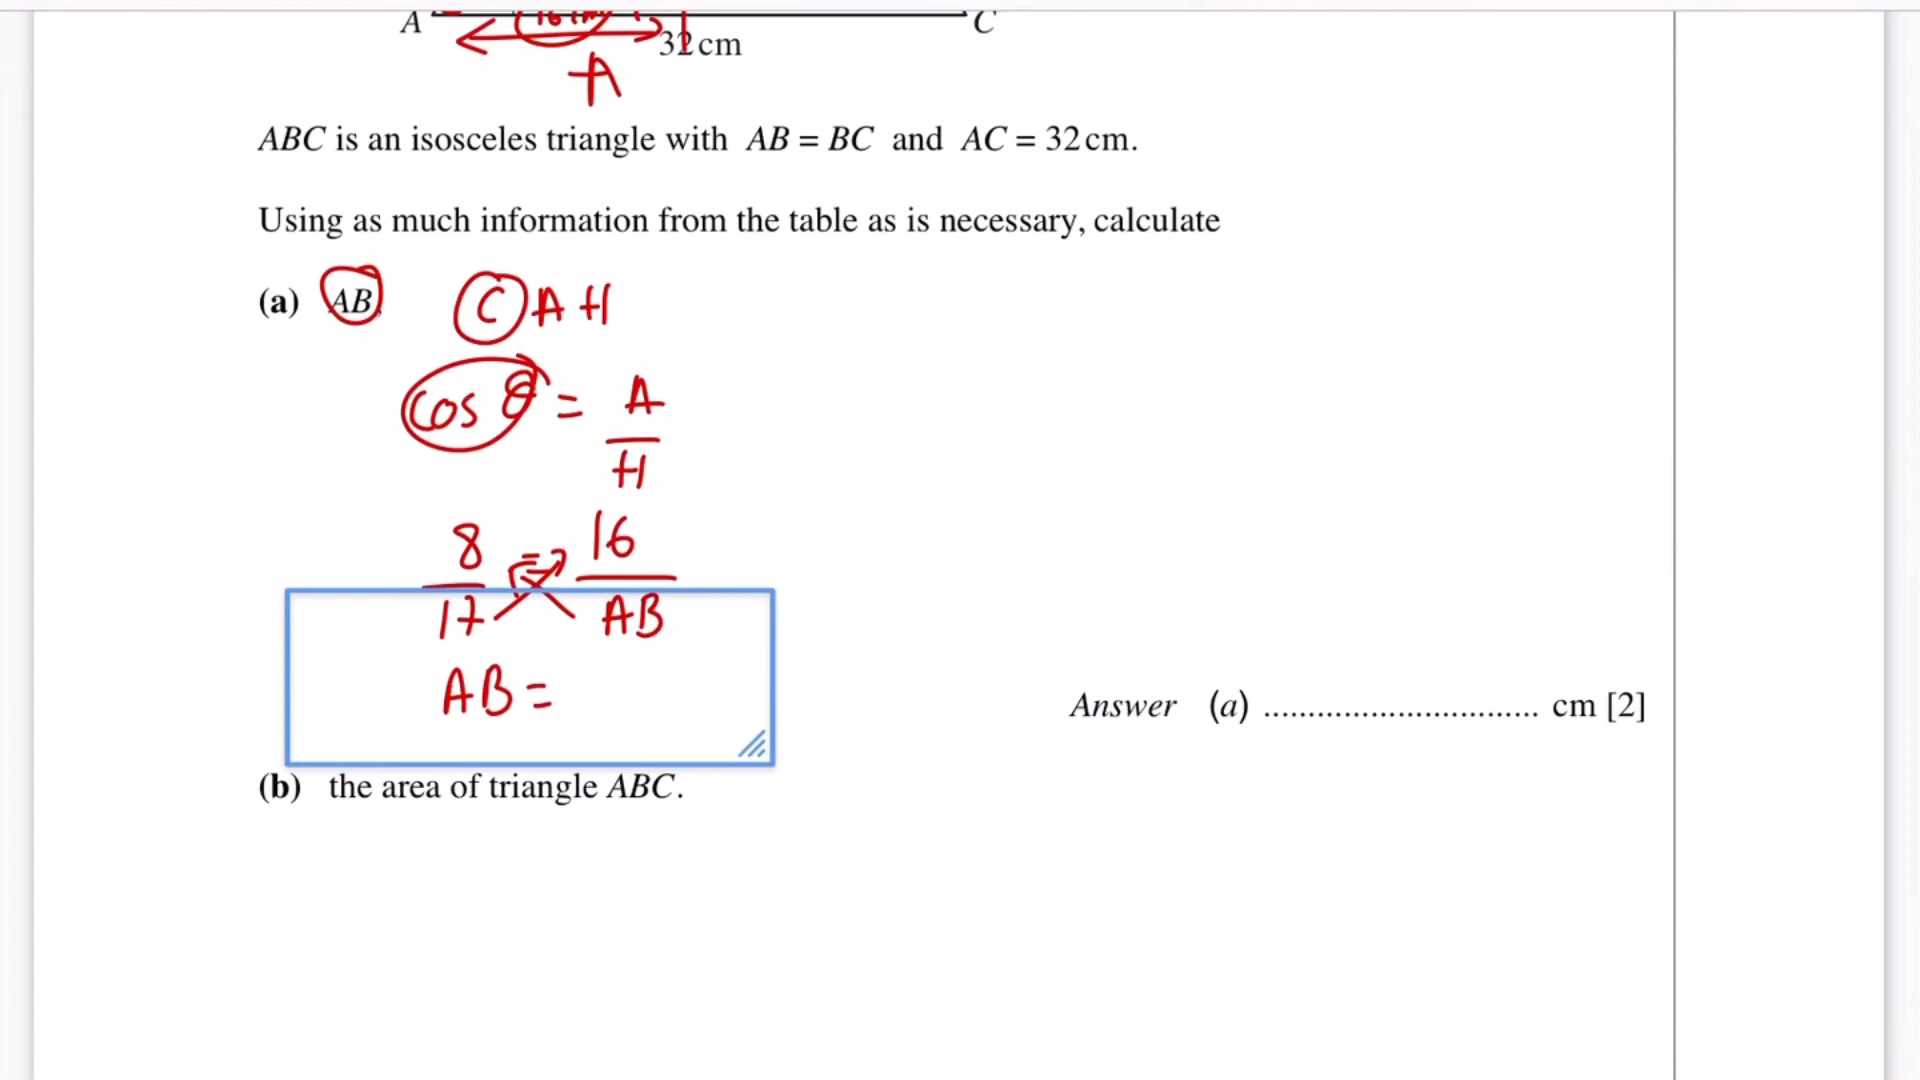 A C
16 cm
32 cm
A
ABC is an isosceles triangle with AB = BC and AC = 32 cm.
Using as much information from the table as is necessary, calculate
(a) AB, C A H
cos θ = A
H
8 = 16
17 AB
AB =
Answer (a) .............................. cm [2]
(b) the area of triangle ABC.